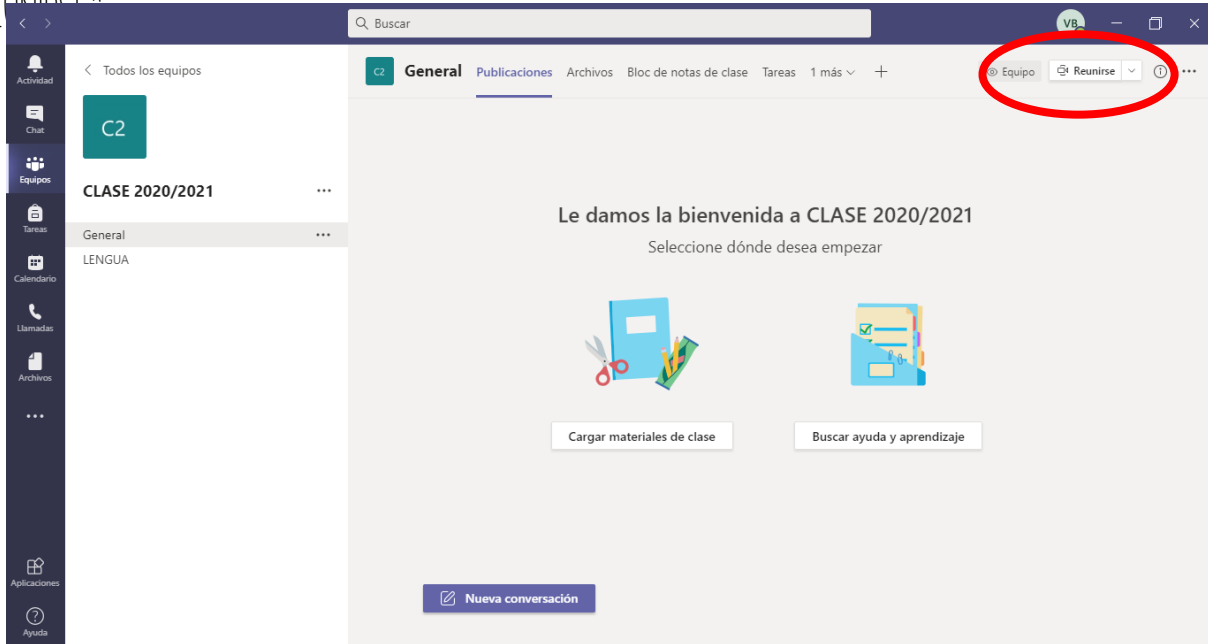 Buscar
VB
Actividad
Chat
Equipos
Tareas
Calendario
Llamadas
Archivos
Aplicaciones
Ayuda
Todos los equipos
C2
CLASE 2020/2021
General
LENGUA
C2 General Publicaciones Archivos Bloc de notas de clase Tareas 1 más
Equipo Reunirse
Le damos la bienvenida a CLASE 2020/2021
Seleccione dónde desea empezar
Cargar materiales de clase
Buscar ayuda y aprendizaje
Nueva conversación